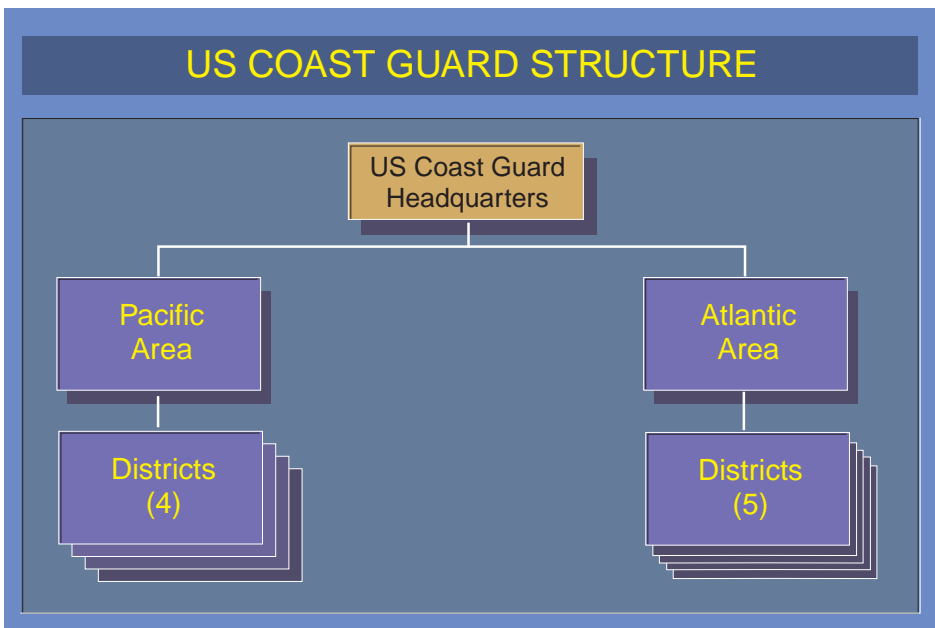 US COAST GUARD STRUCTURE
US Coast Guard
Headquarters
Pacific
Area
Atlantic
Area
Districts
(4)
Districts
(5)